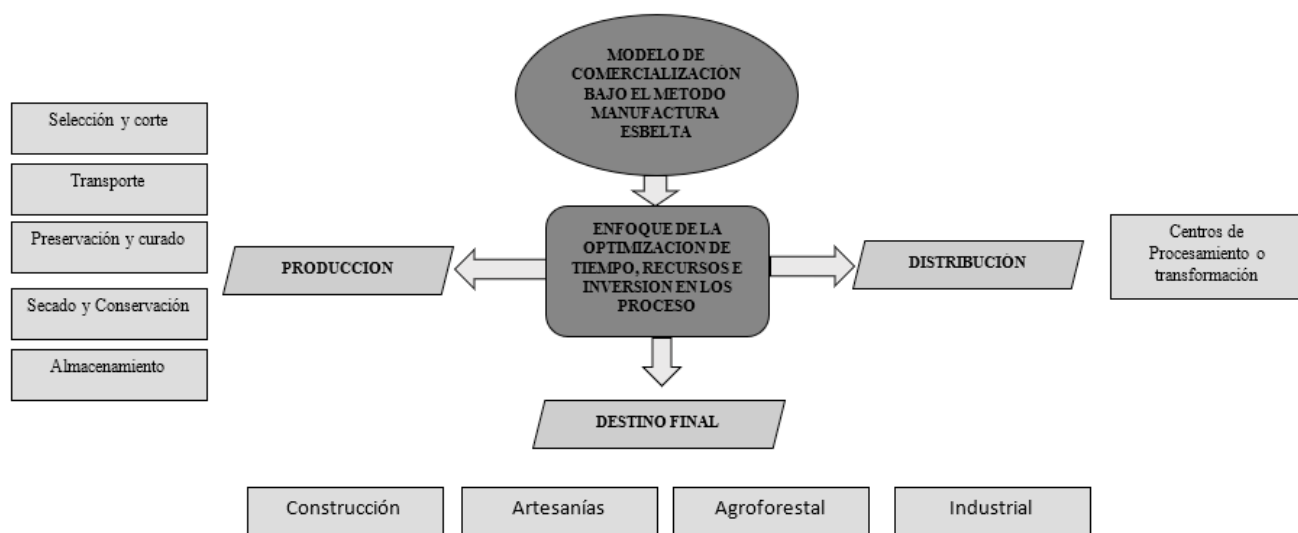 MODELO DE
COMERCIALIZACIÓN
BAJO EL METODO
MANUFACTURA
ESBELTA
Selección y corte
Transporte
Preservación y curado
Secado y Conservación
Almacenamiento
PRODUCCION
ENFOQUE DE LA
OPTIMIZACION DE
TIEMPO, RECURSOS E
INVERSION EN LOS
PROCESO
DISTRIBUCIÓN
Centros de
Procesamiento o
transformación
DESTINO FINAL
Construcción
Artesanías
Agroforestal
Industrial